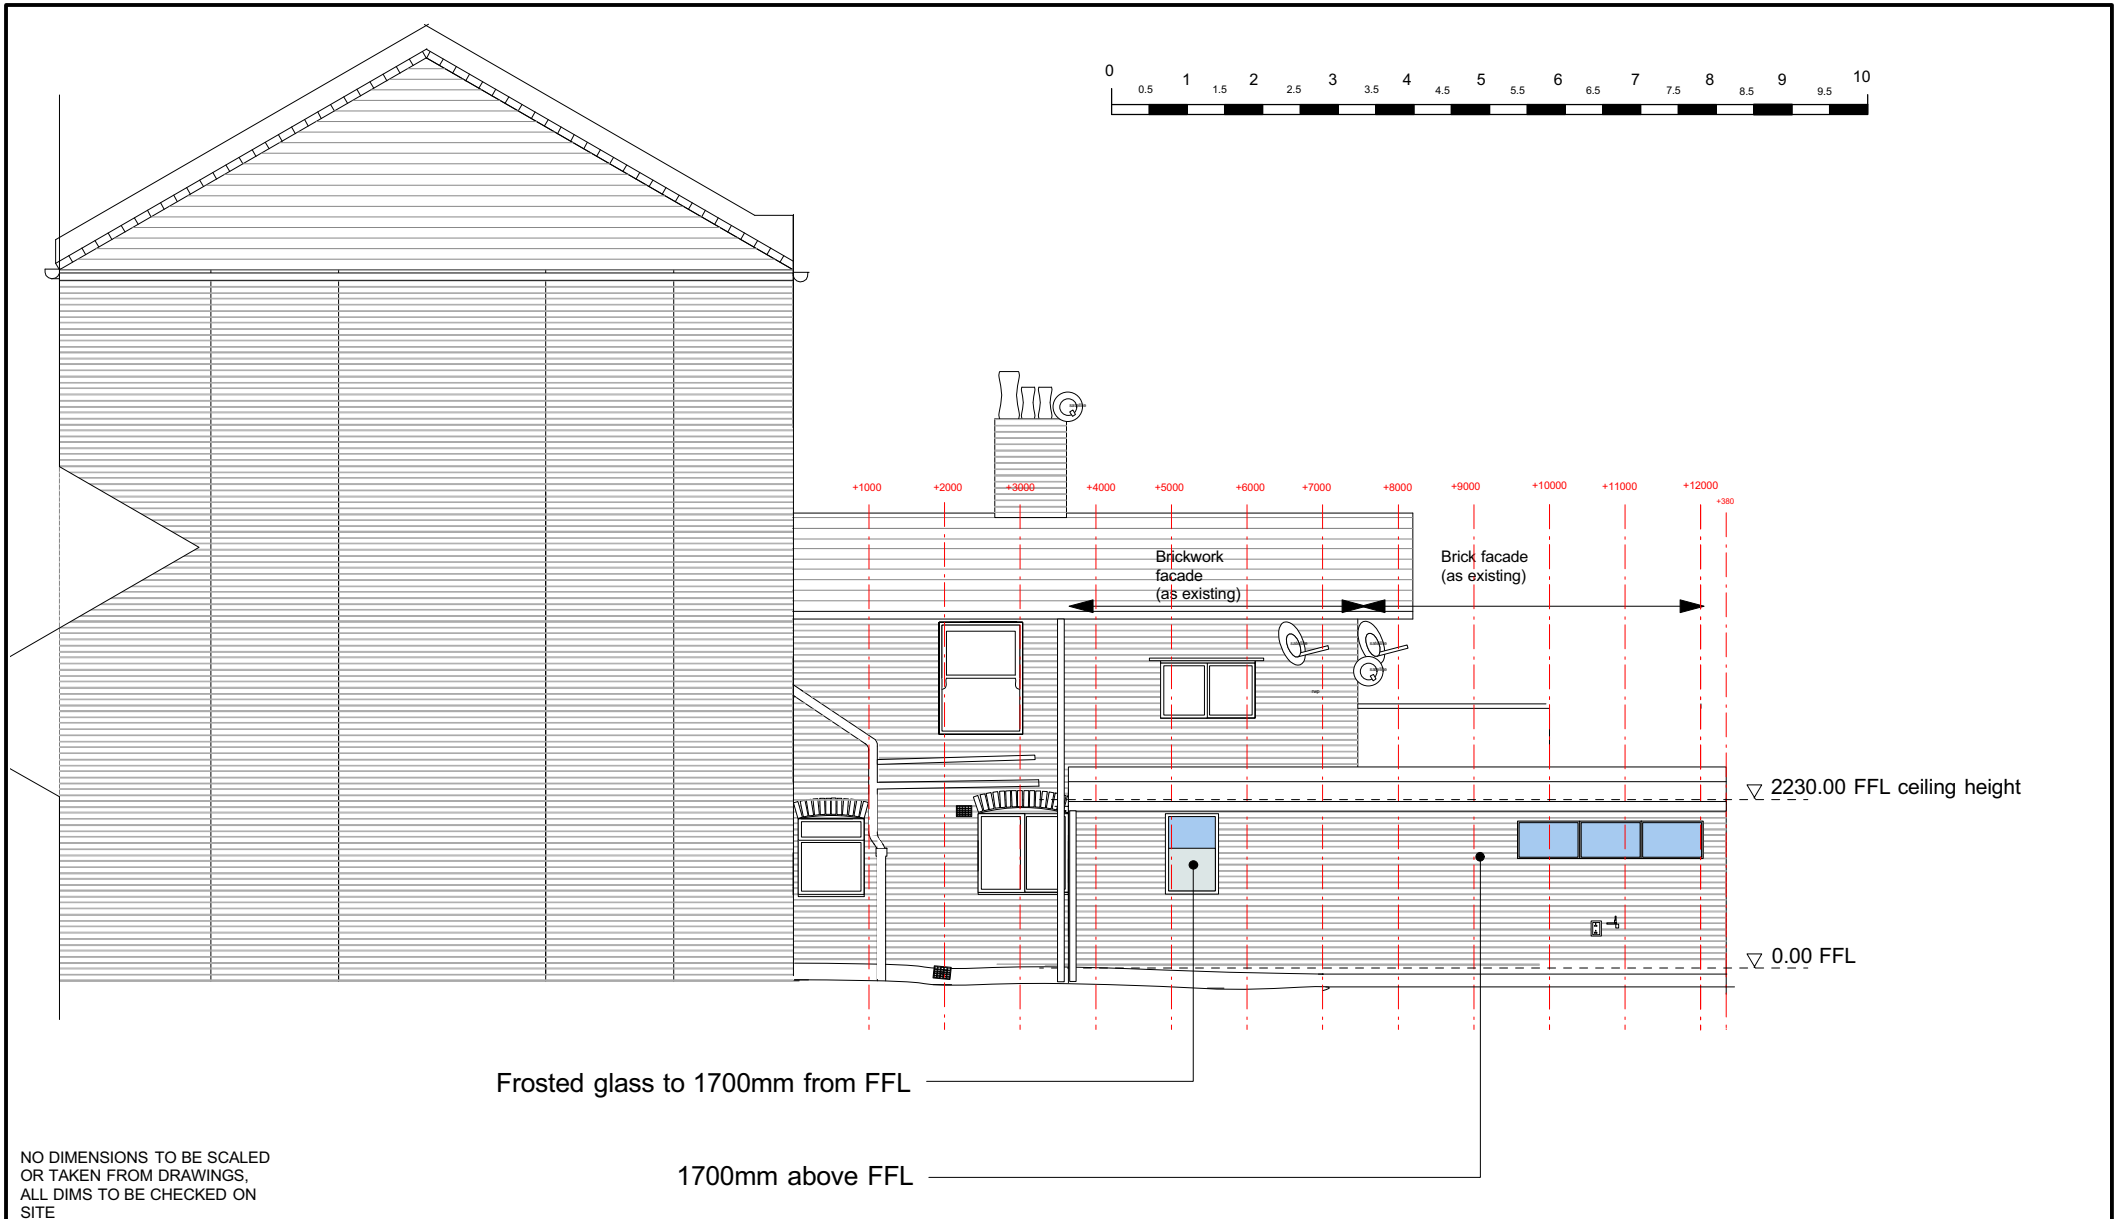 0 1 2 3 4 5 6 7 8 9 10
0.5 1.5 2.5 3.5 4.5 5.5 6.5 7.5 8.5 9.5
+1000 +2000 +3000 +4000 +5000 +6000 +7000 +8000 +9000 +10000 +11000 +12000
+380
Brickwork
facade
(as existing)
Brick facade
(as existing)
2230.00 FFL ceiling height
0.00 FFL
Frosted glass to 1700mm from FFL
1700mm above FFL
NO DIMENSIONS TO BE SCALED
OR TAKEN FROM DRAWINGS,
ALL DIMS TO BE CHECKED ON
SITE